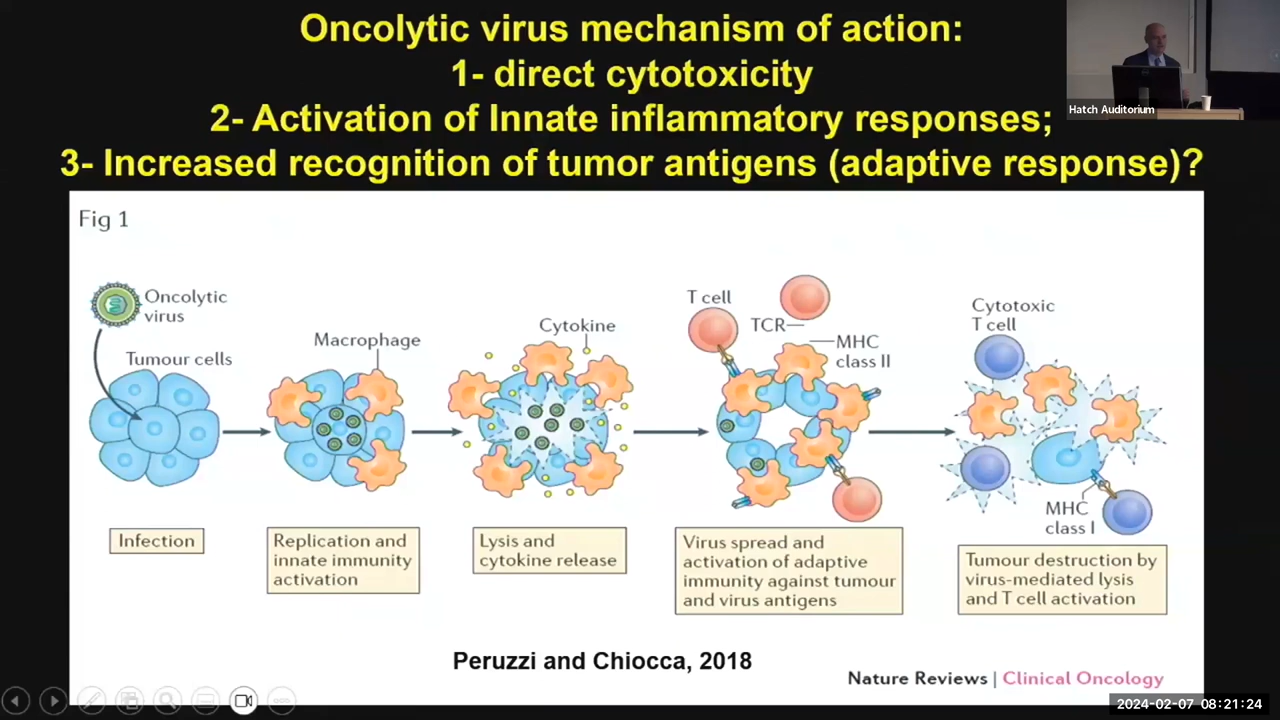 Oncolytic virus mechanism of action:
1- direct cytotoxicity
2- Activation of Innate inflammatory responses;
3- Increased recognition of tumor antigens (adaptive response)?
Hatch Auditorium
Fig 1
Oncolytic
virus
Tumour cells
Macrophage
Cytokine
T cell
TCR
MHC
class II
Cytotoxic
T cell
MHC
class I
Infection
Replication and
innate immunity
activation
Lysis and
cytokine release
Virus spread and
activation of adaptive
immunity against tumour
and virus antigens
Tumour destruction by
virus-mediated lysis
and T cell activation
Peruzzi and Chiocca, 2018
Nature Reviews | Clinical Oncology
2024-02-07 08:21:24